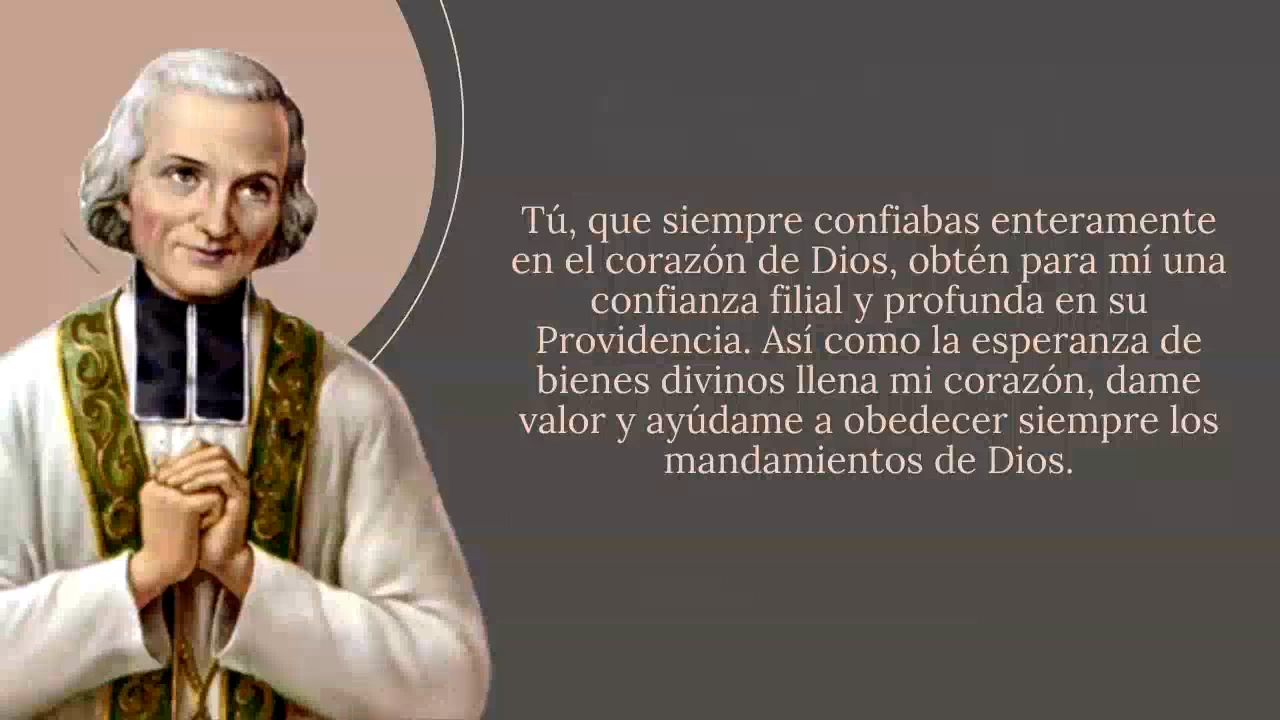 Tú, que siempre confiabas enteramente
en el corazón de Dios, obtén para mí una
confianza filial y profunda en su
Providencia. Así como la esperanza de
bienes divinos llena mi corazón, dame
valor y ayúdame a obedecer siempre los
mandamientos de Dios.